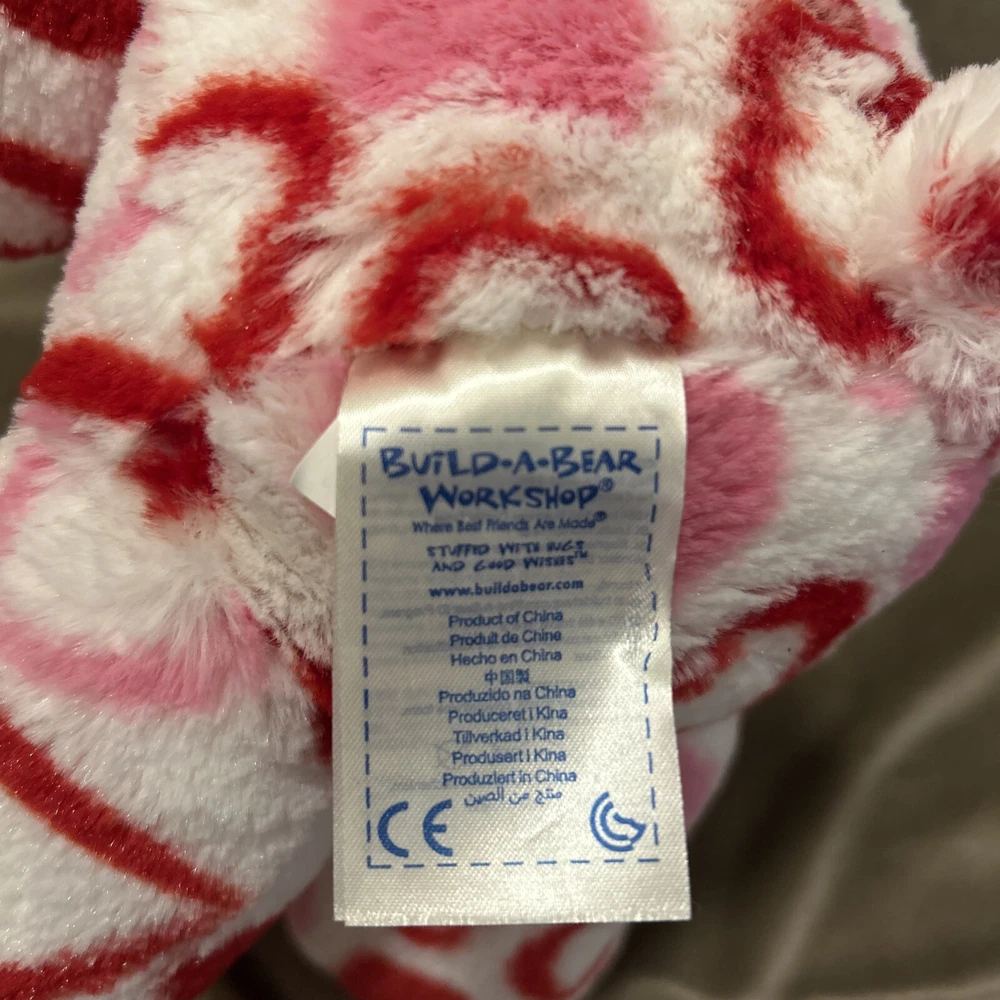 BUILD•A•BEAR
WORKSHOP®
Where Best Friends Are Made®
STUFFED WITH HUGS
AND GOOD WISHES™
www.buildabear.com
Product of China
Produit de Chine
Hecho en China
中国製
Produzido na China
Produceret i Kina
Tillverkad i Kina
Produsert i Kina
Produziert in China
منتج من الصين
CE